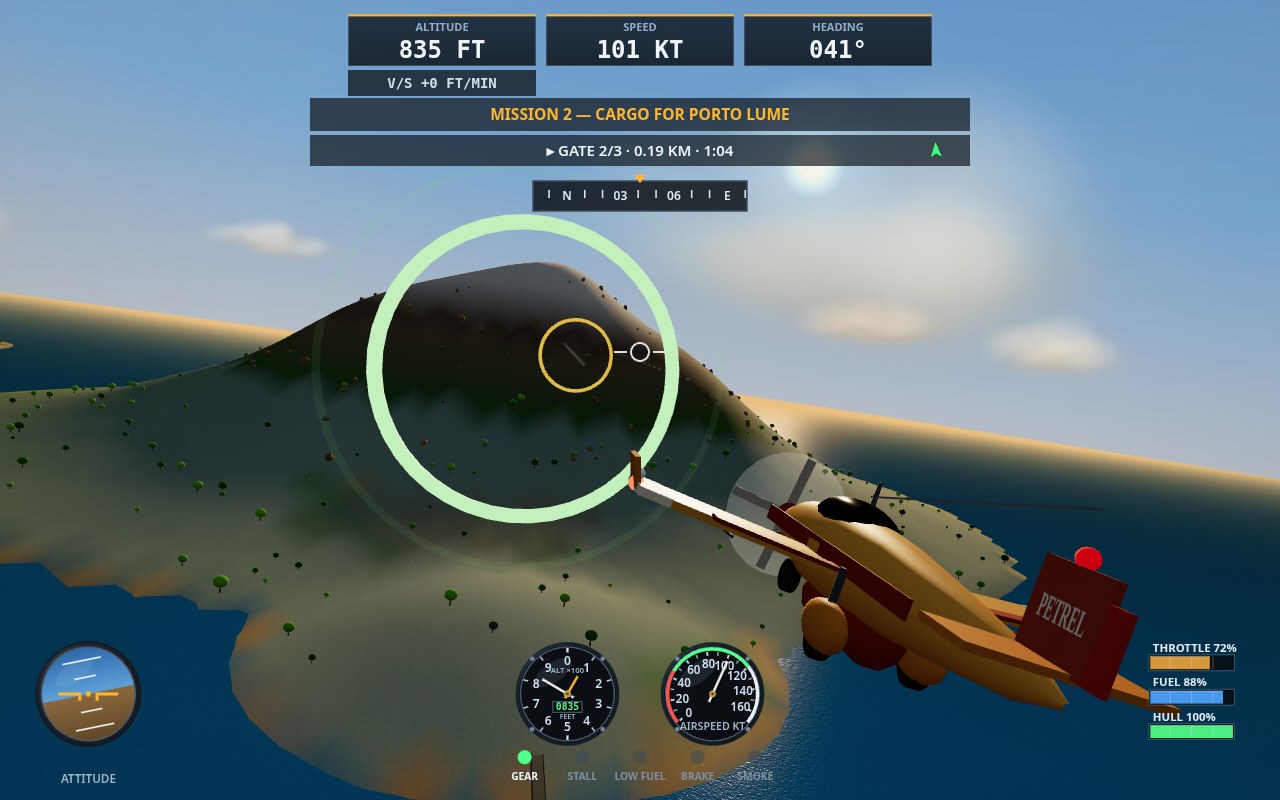 ALTITUDE
835 FT
SPEED
101 KT
HEADING
041°
V/S +0 FT/MIN
MISSION 2 — CARGO FOR PORTO LUME
▸ GATE 2/3 · 0.19 KM · 1:04
N 03 06 E
PETREL
THROTTLE 72%
FUEL 88%
HULL 100%
ATTITUDE
0 1 2 3 4 5 6 7 8 9
ALT ×100
0835
FEET
0 20 40 60 80 100 120 140 160
AIRSPEED KT
GEAR
STALL
LOW FUEL
BRAKE
SMOKE